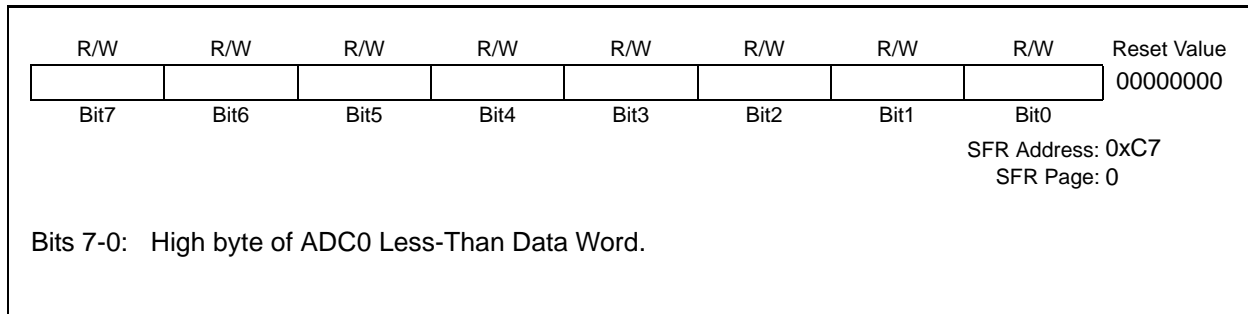 R/W R/W R/W R/W R/W R/W R/W R/W Reset Value
00000000
Bit7 Bit6 Bit5 Bit4 Bit3 Bit2 Bit1 Bit0
SFR Address: 0xC7
SFR Page: 0
Bits 7-0: High byte of ADC0 Less-Than Data Word.